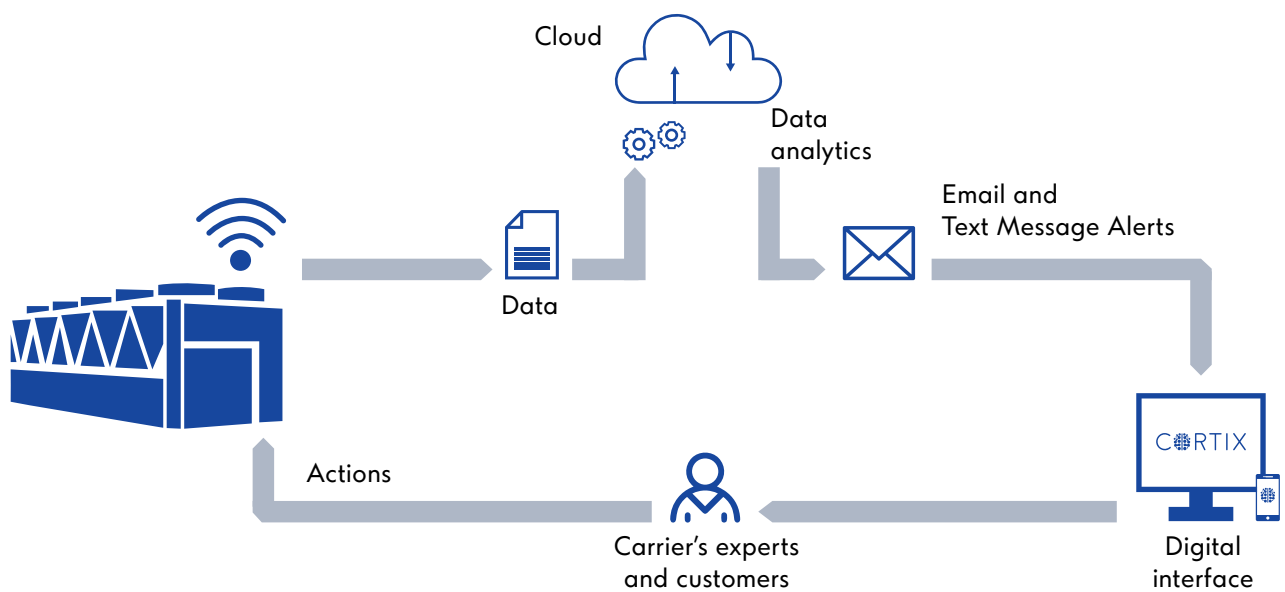 Cloud
Data
analytics
Email and
Text Message Alerts
Data
CORTIX
Actions
Carrier's experts
and customers
Digital
interface